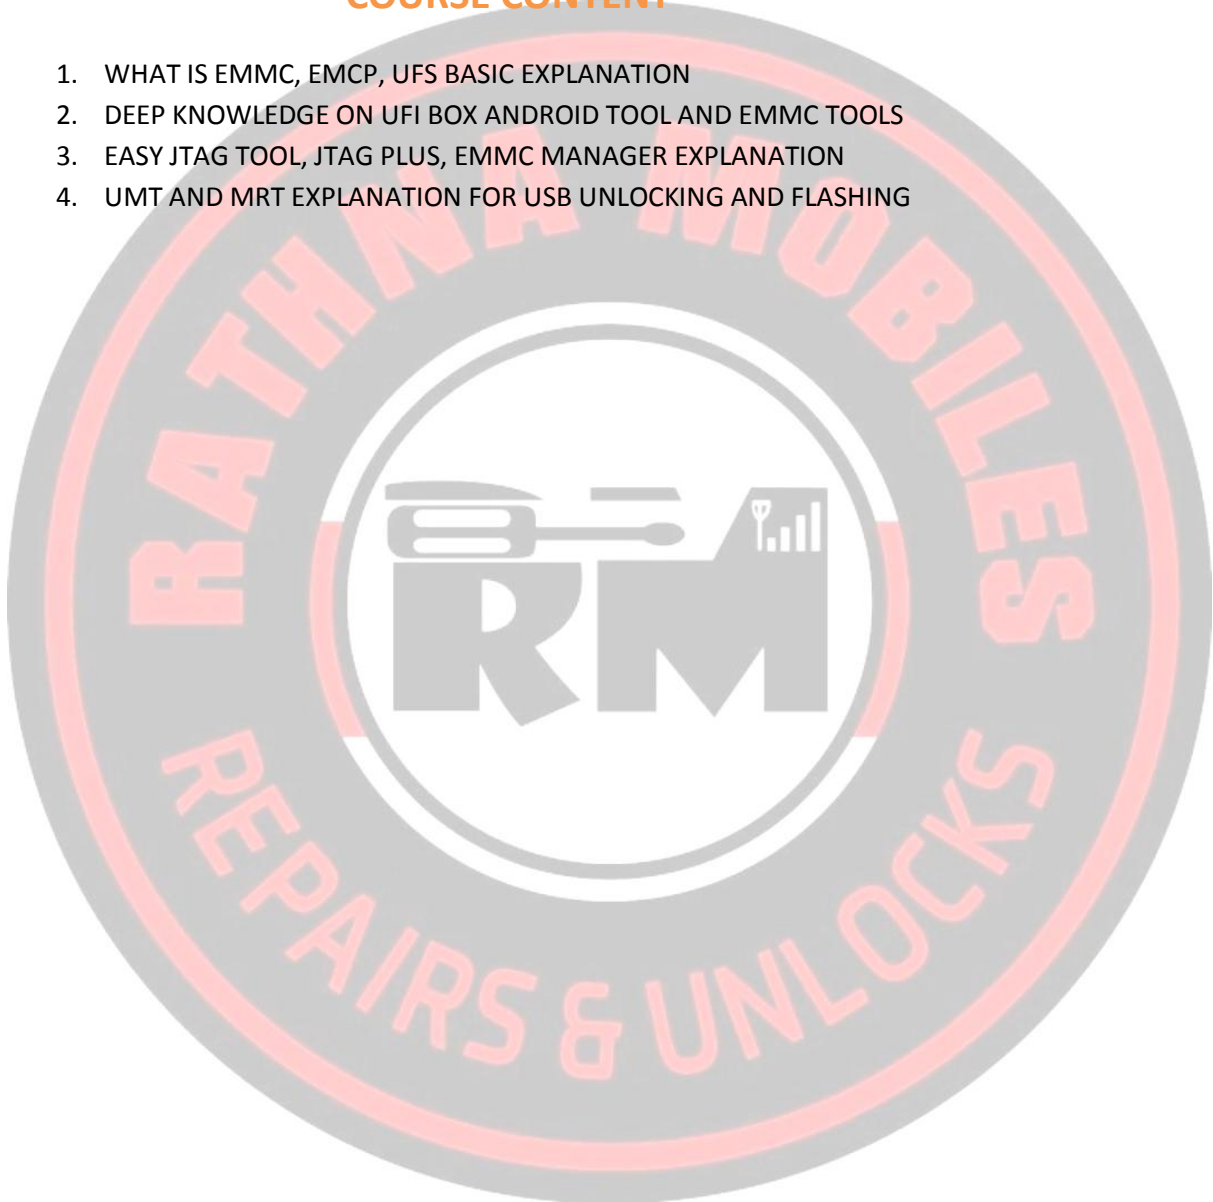 COURSE CONTENT
1. WHAT IS EMMC, EMCP, UFS BASIC EXPLANATION
2. DEEP KNOWLEDGE ON UFI BOX ANDROID TOOL AND EMMC TOOLS
3. EASY JTAG TOOL, JTAG PLUS, EMMC MANAGER EXPLANATION
4. UMT AND MRT EXPLANATION FOR USB UNLOCKING AND FLASHING
RATHNA MOBILES
RM
REPAIRS & UNLOCKS